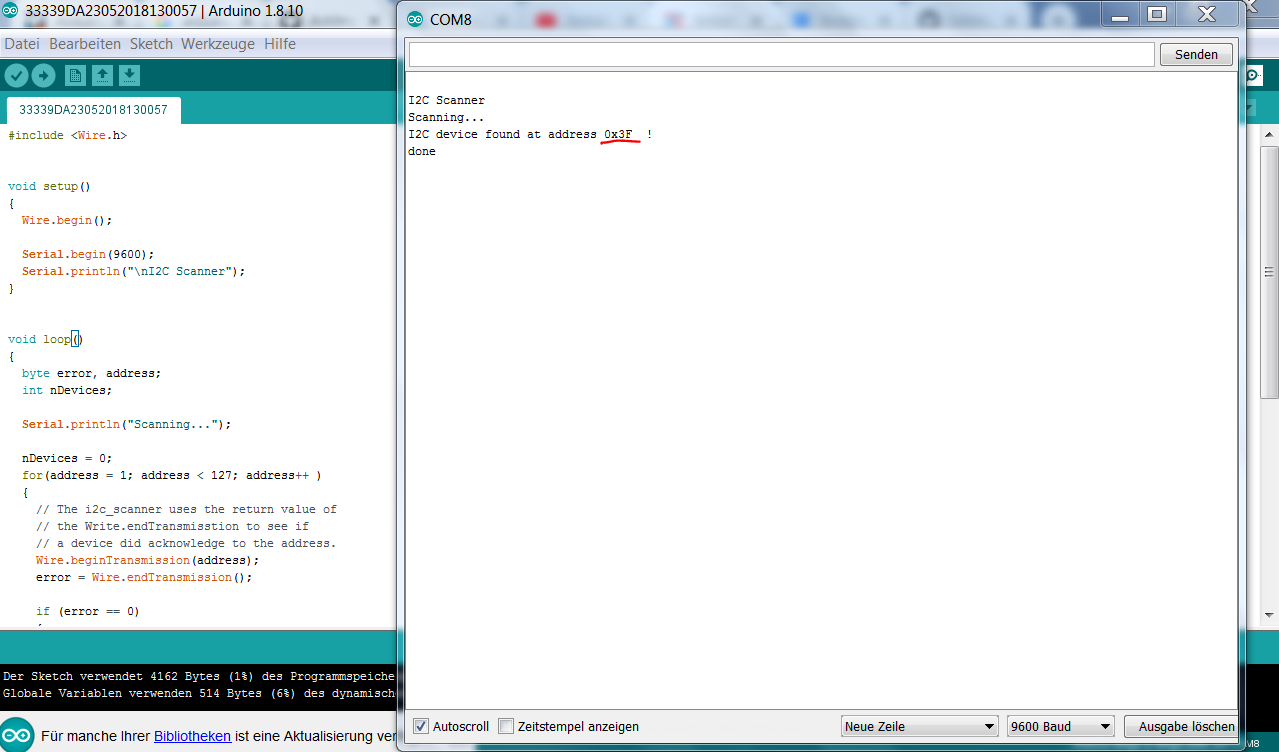 33339DA23052018130057 | Arduino 1.8.10
Datei Bearbeiten Sketch Werkzeuge Hilfe
33339DA23052018130057
#include <Wire.h>
void setup()
{
Wire.begin();
Serial.begin(9600);
Serial.println("\nI2C Scanner");
}
void loop()
{
byte error, address;
int nDevices;
Serial.println("Scanning...");
nDevices = 0;
for(address = 1; address < 127; address++ )
{
// The i2c_scanner uses the return value of
// the Write.endTransmisstion to see if
// a device did acknowledge to the address.
Wire.beginTransmission(address);
error = Wire.endTransmission();
if (error == 0)
Der Sketch verwendet 4162 Bytes (1%) des Programmspeiche
Globale Variablen verwenden 514 Bytes (6%) des dynamisch
Für manche Ihrer Bibliotheken ist eine Aktualisierung ver
COM8
Senden
I2C Scanner
Scanning...
I2C device found at address 0x3F !
done
Autoscroll Zeitstempel anzeigen Neue Zeile 9600 Baud Ausgabe löschen
M8